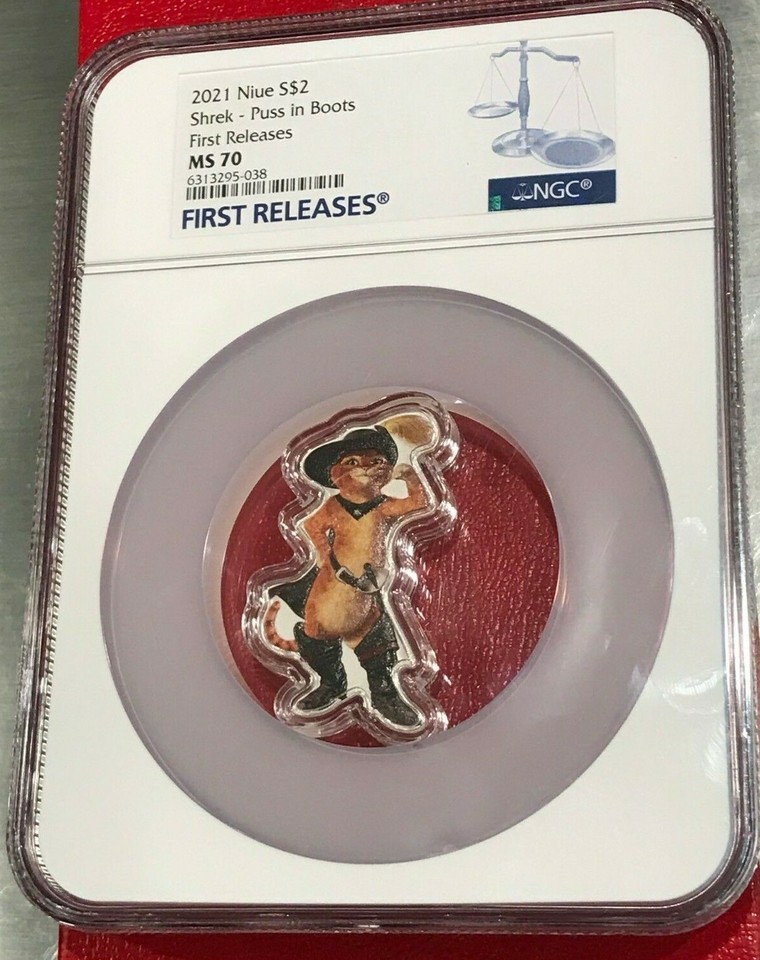 2021 Niue S$2
Shrek - Puss in Boots
First Releases
MS 70
6313295-038
FIRST RELEASES®
NGC®